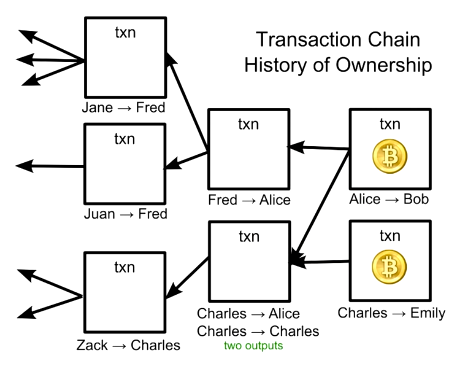 Transaction Chain
History of Ownership
txn
Jane → Fred
txn
Juan → Fred
txn
Fred → Alice
txn
Alice → Bob
txn
Zack → Charles
txn
Charles → Alice
Charles → Charles
two outputs
txn
Charles → Emily